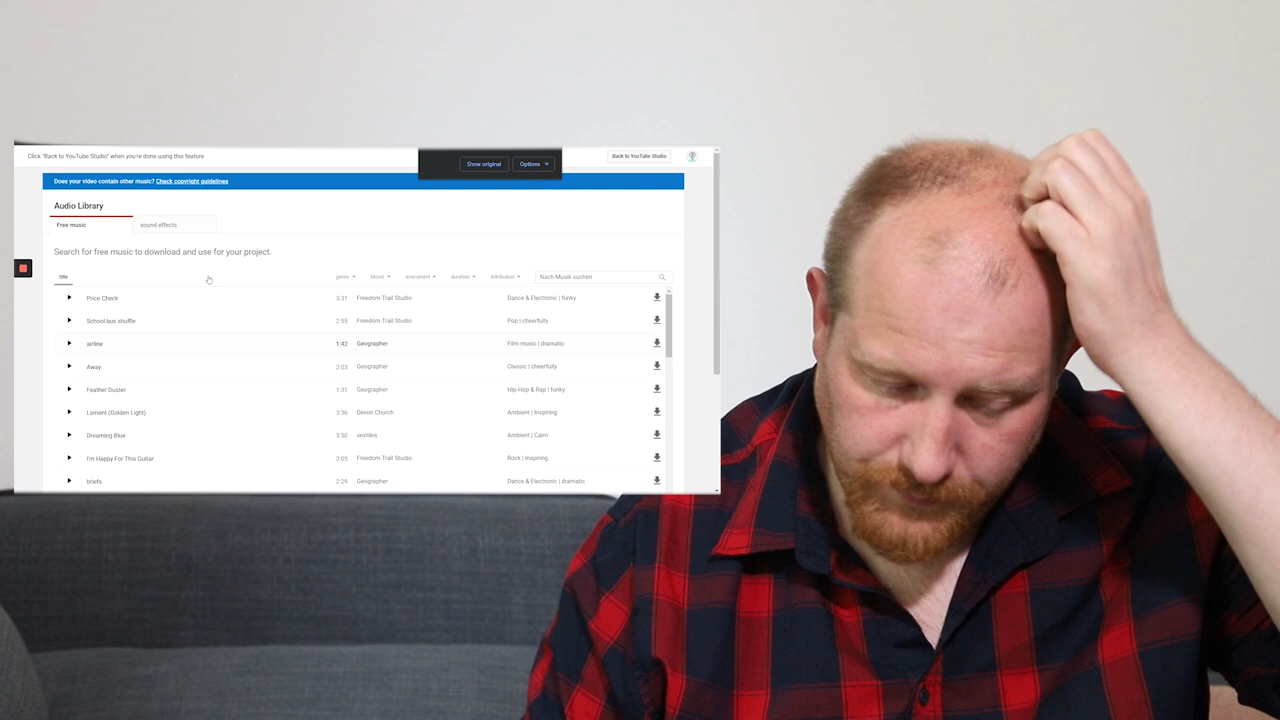 Click "Back to YouTube Studio" when you're done using this feature
Show original
Options
Back to YouTube Studio
Does your video contain other music? Check copyright guidelines
Audio Library
Free music
sound effects
Search for free music to download and use for your project.
title genre Mood Instrument duration Attribution Nach Musik suchen
Price Check 3:31 Freedom Trail Studio Dance & Electronic | funky
School bus shuffle 2:55 Freedom Trail Studio Pop | cheerfully
airline 1:42 Geographer Film music | dramatic
Away 2:03 Geographer Classic | cheerfully
Feather Duster 1:31 Geographer Hip-Hop & Rap | funky
Lament (Golden Light) 3:36 Devon Church Ambient | Inspiring
Dreaming Blue 3:50 sextiles Ambient | Calm
I'm Happy For This Guitar 3:05 Freedom Trail Studio Rock | Inspiring
briefs 2:29 Geographer Dance & Electronic | dramatic